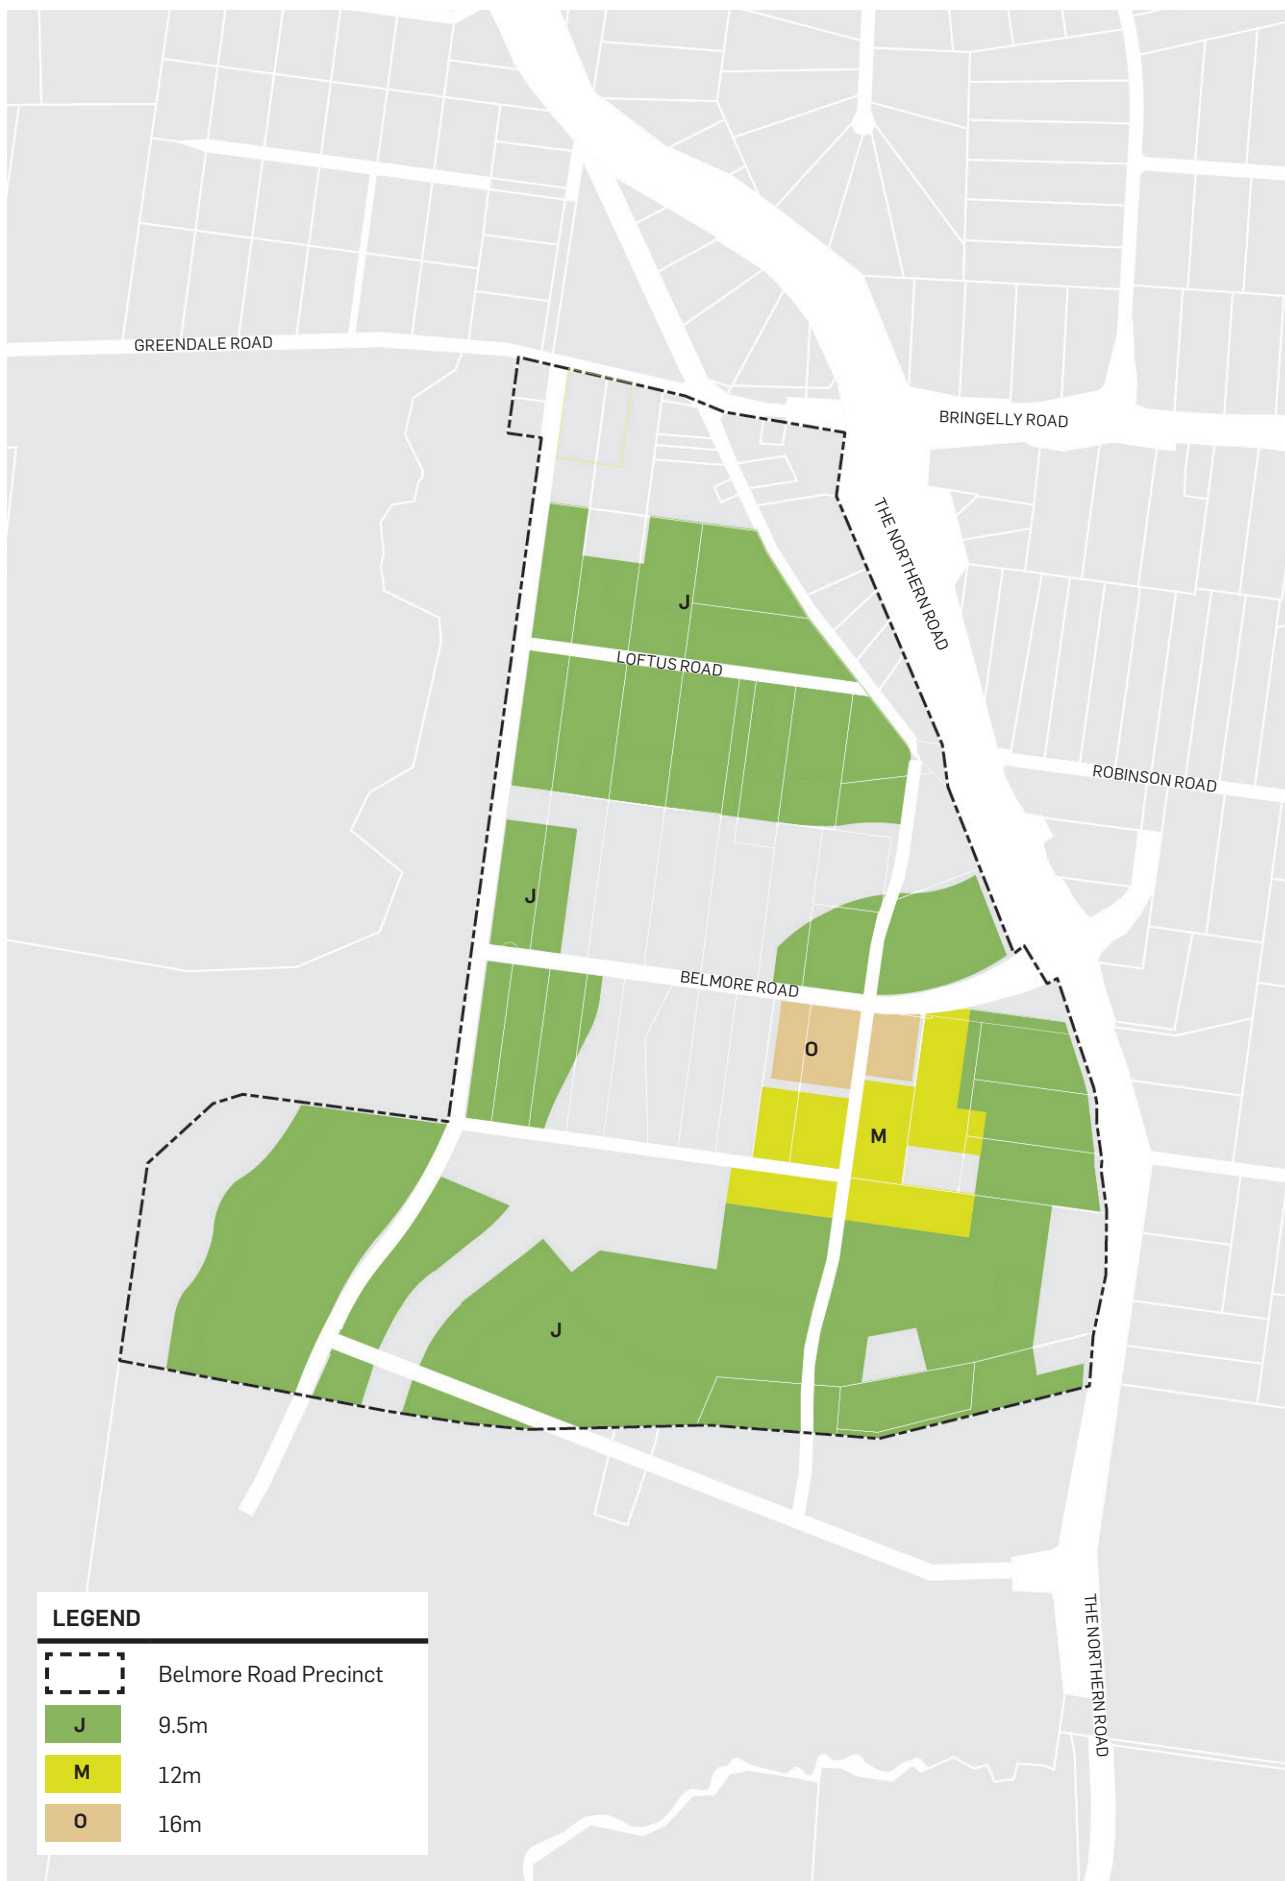 GREENDALE ROAD
BRINGELLY ROAD
THE NORTHERN ROAD
J
LOFTUS ROAD
ROBINSON ROAD
J
BELMORE ROAD
O
M
J
THE NORTHERN ROAD
LEGEND
Belmore Road Precinct
J 9.5m
M 12m
O 16m